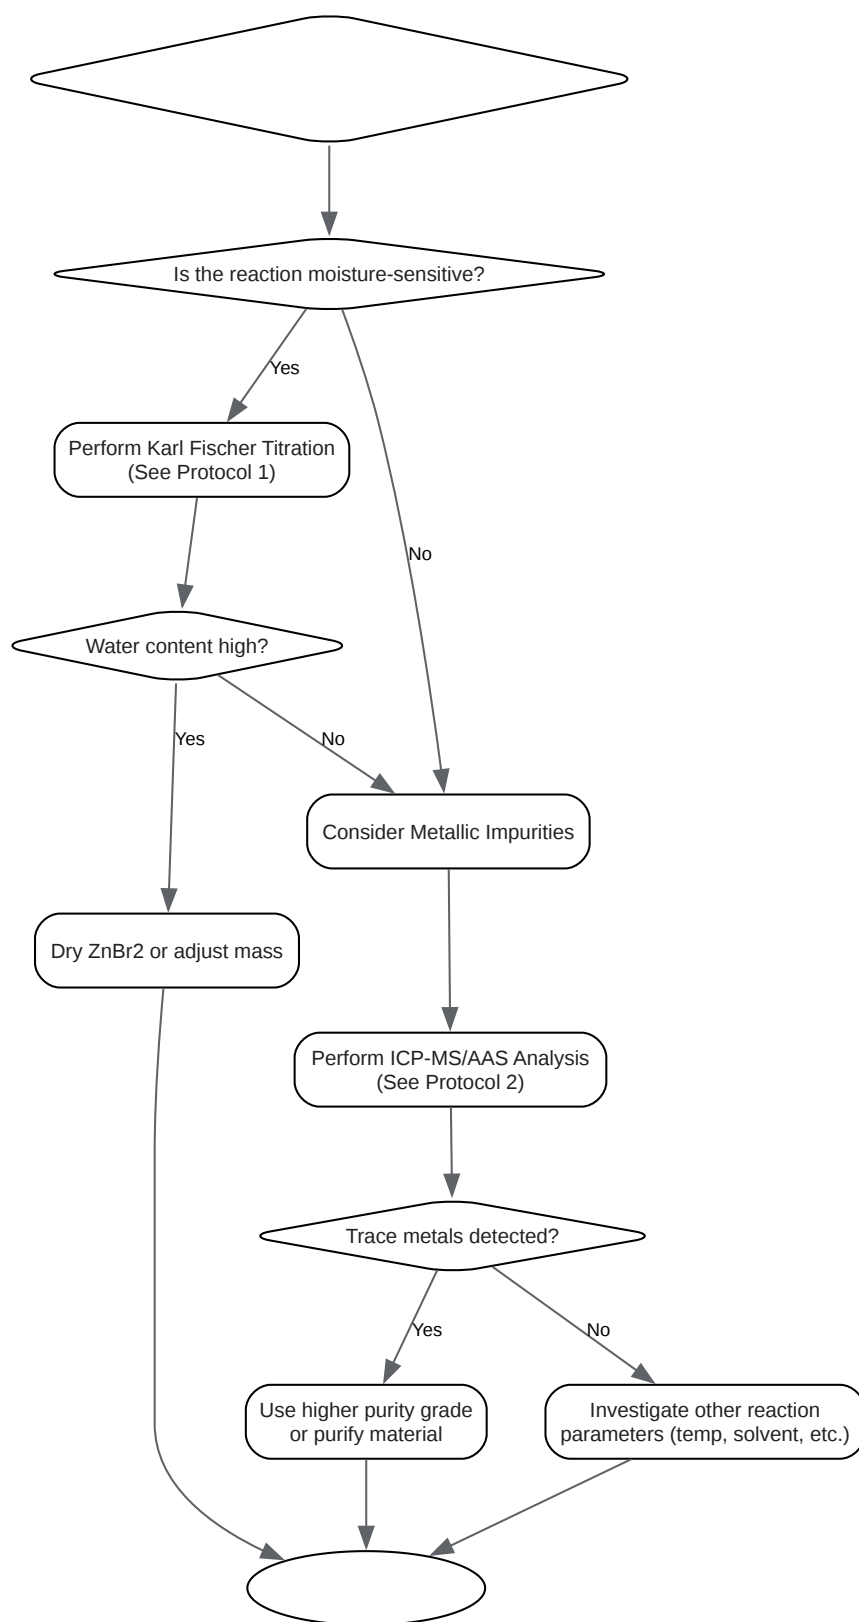 Is the reaction moisture-sensitive?
Yes
Perform Karl Fischer Titration
(See Protocol 1)
No
Water content high?
Yes
No
Consider Metallic Impurities
Dry ZnBr2 or adjust mass
Perform ICP-MS/AAS Analysis
(See Protocol 2)
Trace metals detected?
Yes
No
Use higher purity grade
or purify material
Investigate other reaction
parameters (temp, solvent, etc.)